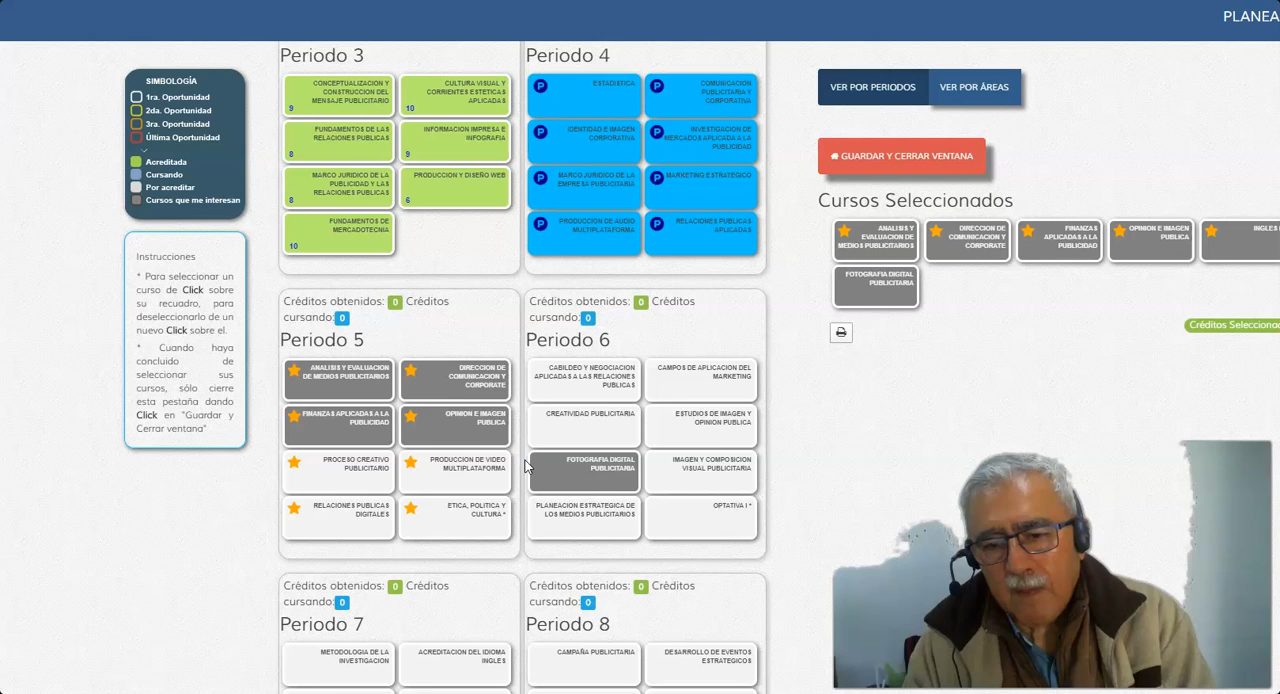 PLANEA
SIMBOLOGÍA
1ra. Oportunidad
2da. Oportunidad
3ra. Oportunidad
Última Oportunidad
Acreditada
Cursando
Por acreditar
Cursos que me interesan
Instrucciones
* Para seleccionar un
curso de Click sobre
su recuadro, para
deseleccionarlo de un
nuevo Click sobre el.
* Cuando haya
concluido de
seleccionar sus
cursos, sólo cierre
esta pestaña dando
Click en "Guardar y
Cerrar ventana"
Periodo 3
CONCEPTUALIZACION Y
CONSTRUCCION DEL
MENSAJE PUBLICITARIO
9
CULTURA VISUAL Y
CORRIENTES ESTETICAS
APLICADAS
10
FUNDAMENTOS DE LAS
RELACIONES PUBLICAS
8
INFORMACION IMPRESA E
INFOGRAFIA
9
MARCO JURIDICO DE LA
PUBLICIDAD Y LAS
RELACIONES PUBLICAS
8
PRODUCCION Y DISEÑO WEB
6
FUNDAMENTOS DE
MERCADOTECNIA
10
Periodo 4
P
ESTADISTICA
P
COMUNICACION
PUBLICITARIA Y
CORPORATIVA
P
IDENTIDAD E IMAGEN
CORPORATIVA
P
INVESTIGACION DE
MERCADOS APLICADA A LA
PUBLICIDAD
P
MARCO JURIDICO DE LA
EMPRESA PUBLICITARIA
P
MARKETING ESTRATEGICO
P
PRODUCCION DE AUDIO
MULTIPLATAFORMA
P
RELACIONES PUBLICAS
APLICADAS
Créditos obtenidos: 0 Créditos
cursando: 0
Periodo 5
ANALISIS Y EVALUACION
DE MEDIOS PUBLICITARIOS
DIRECCION DE
COMUNICACION Y
CORPORATE
FINANZAS APLICADAS A LA
PUBLICIDAD
OPINION E IMAGEN
PUBLICA
PROCESO CREATIVO
PUBLICITARIO
PRODUCCION DE VIDEO
MULTIPLATAFORMA
RELACIONES PUBLICAS
DIGITALES
ETICA, POLITICA Y
CULTURA *
Créditos obtenidos: 0 Créditos
cursando: 0
Periodo 6
CABILDEO Y NEGOCIACION
APLICADAS A LAS RELACIONES
PUBLICAS
CAMPOS DE APLICACION DEL
MARKETING
CREATIVIDAD PUBLICITARIA
ESTUDIOS DE IMAGEN Y
OPINION PUBLICA
FOTOGRAFIA DIGITAL
PUBLICITARIA
IMAGEN Y COMPOSICION
VISUAL PUBLICITARIA
PLANEACION ESTRATEGICA DE
LOS MEDIOS PUBLICITARIOS
OPTATIVA I *
Créditos obtenidos: 0 Créditos
cursando: 0
Periodo 7
METODOLOGIA DE LA
INVESTIGACION
ACREDITACION DEL IDIOMA
INGLES
Créditos obtenidos: 0 Créditos
cursando: 0
Periodo 8
CAMPAÑA PUBLICITARIA
DESARROLLO DE EVENTOS
ESTRATEGICOS
VER POR PERIODOS
VER POR ÁREAS
GUARDAR Y CERRAR VENTANA
Cursos Seleccionados
ANALISIS Y
EVALUACION DE
MEDIOS PUBLICITARIOS
DIRECCION DE
COMUNICACION Y
CORPORATE
FINANZAS
APLICADAS A LA
PUBLICIDAD
OPINION E IMAGEN
PUBLICA
INGLES
FOTOGRAFIA DIGITAL
PUBLICITARIA
Créditos Selecciona